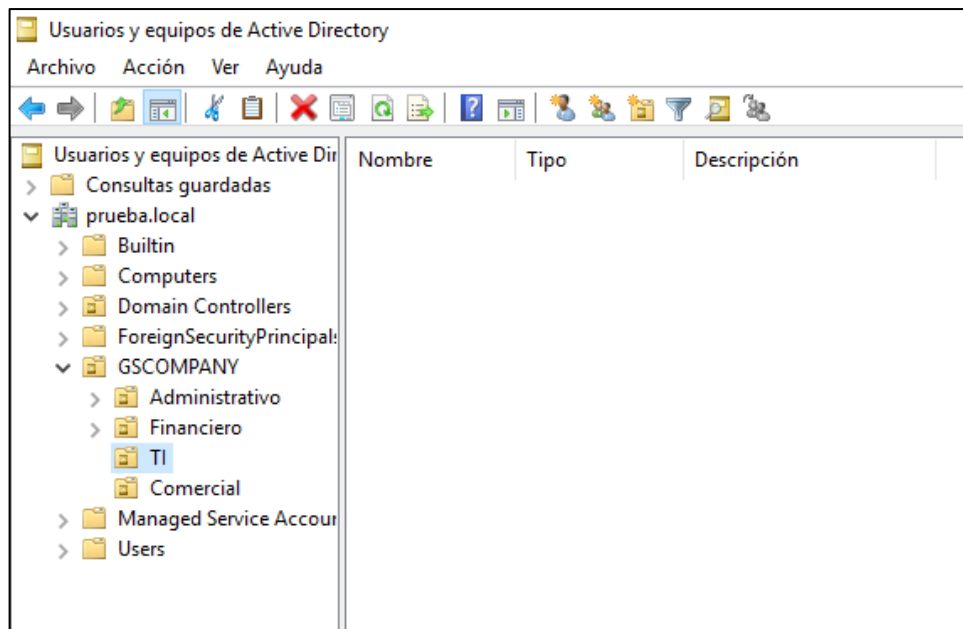 Usuarios y equipos de Active Directory
Archivo Acción Ver Ayuda
Usuarios y equipos de Active Dir
Nombre Tipo Descripción
Consultas guardadas
prueba.local
Builtin
Computers
Domain Controllers
ForeignSecurityPrincipals
GSCOMPANY
Administrativo
Financiero
TI
Comercial
Managed Service Accour
Users